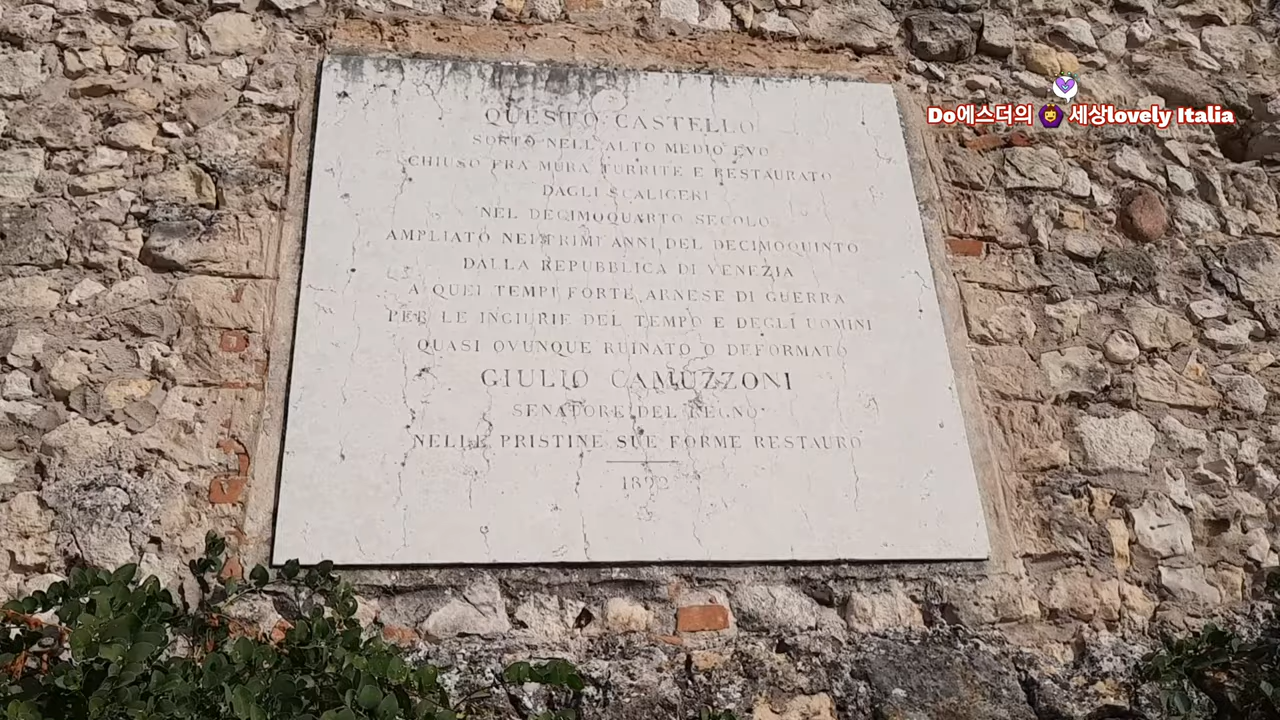 Do에스더의 세상lovely Italia
QUESTO CASTELLO
SORTO NELL'ALTO MEDIO EVO
CHIUSO FRA MURA TURRITE E RESTAURATO
DAGLI SCALIGERI
NEL DECIMOQUARTO SECOLO
AMPLIATO NEI PRIMI ANNI DEL DECIMOQUINTO
DALLA REPUBBLICA DI VENEZIA
A QUEI TEMPI FORTE ARNESE DI GUERRA
PER LE INGIURIE DEL TEMPO E DEGLI UOMINI
QUASI OVUNQUE RUINATO O DEFORMATO
GIULIO CAMUZZONI
SENATORE DEL REGNO
NELLE PRISTINE SUE FORME RESTAURO
1892